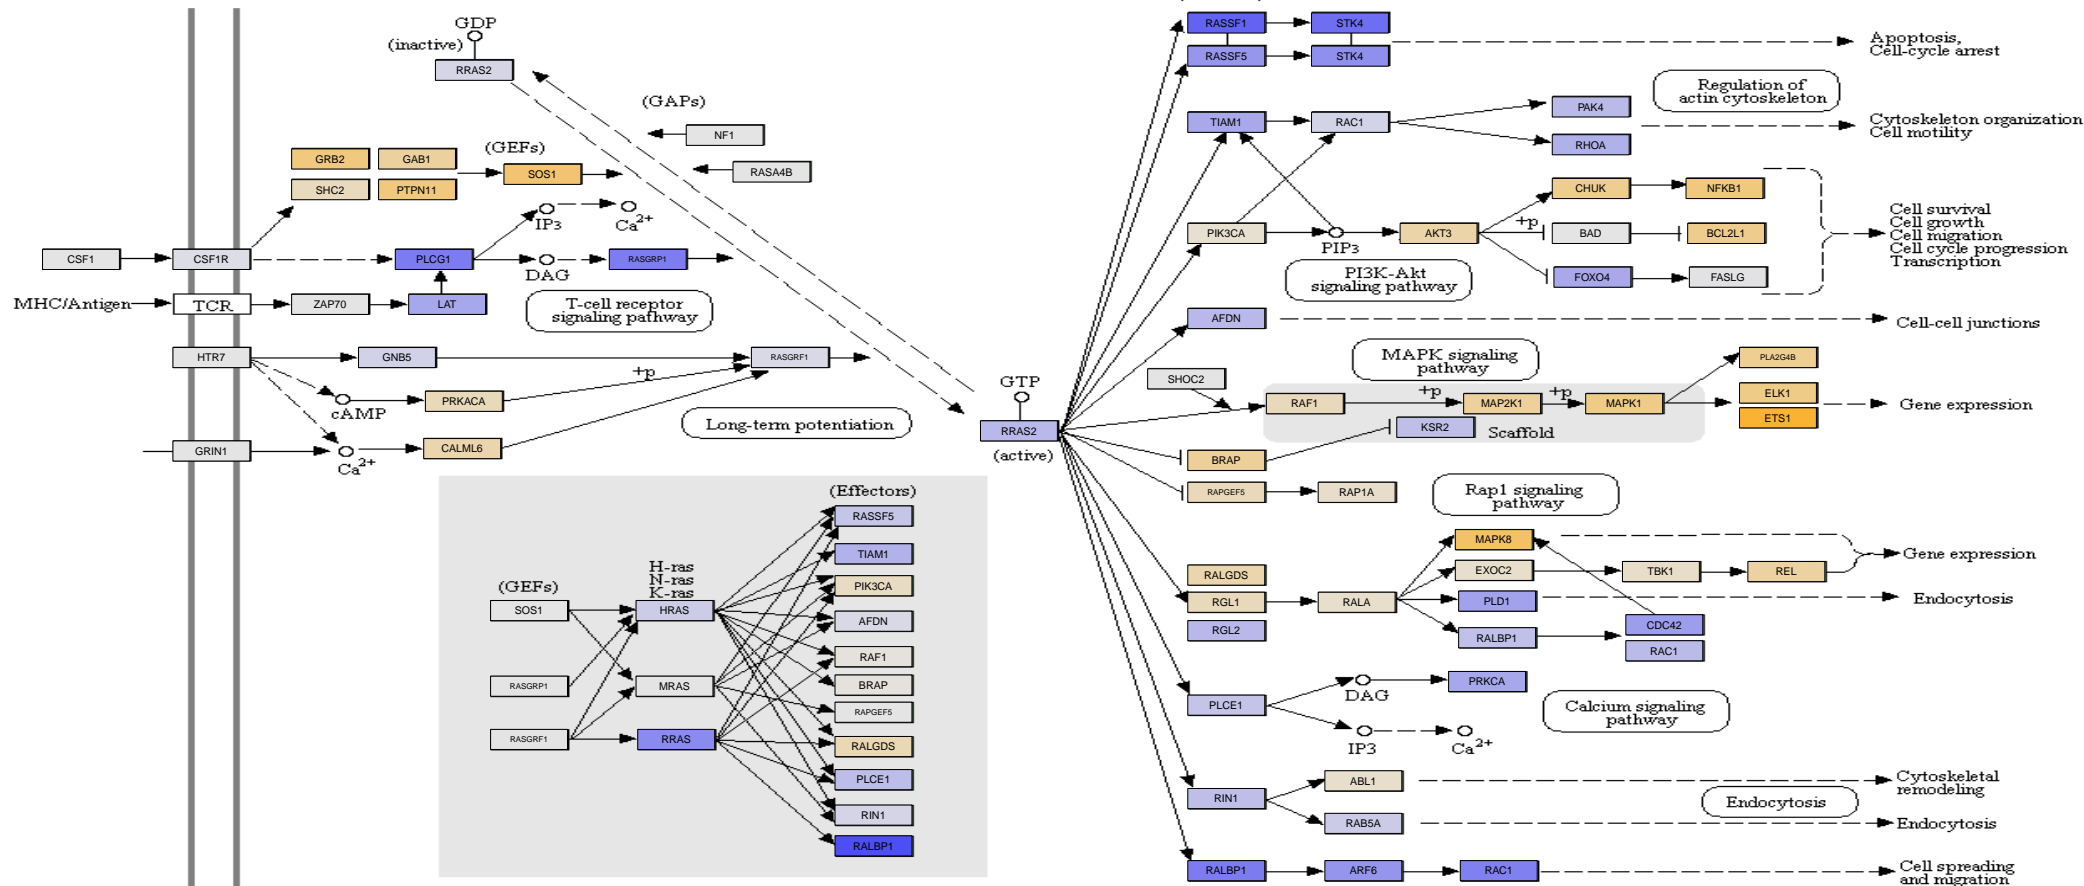 GDP
(inactive)
RRAS2
(GAPs)
NF1
RASA4B
GRB2
GAB1
(GEFs)
SOS1
SHC2
PTPN11
IP3
Ca2+
CSF1
CSF1R
PLCG1
DAG
RASGRP1
MHC/Antigen
TCR
ZAP70
LAT
T-cell receptor
signaling pathway
HTR7
GNB5
RASGRF1
+p
cAMP
PRKACA
Long-term potentiation
GRIN1
Ca2+
CALML6
GTP
RRAS2
(active)
(Effectors)
RASSF5
TIAM1
PIK3CA
AFDN
RAF1
BRAP
RAPGEF5
RALGDS
PLCE1
RIN1
RALBP1
H-ras
N-ras
K-ras
(GEFs)
SOS1
HRAS
RASGRP1
MRAS
RASGRF1
RRAS
RASSF1
STK4
RASSF5
STK4
Apoptosis,
Cell-cycle arrest
Regulation of
actin cytoskeleton
TIAM1
RAC1
PAK4
RHOA
Cytoskeleton organization
Cell motility
CHUK
NFKB1
PIK3CA
PIP3
AKT3
+p
BAD
BCL2L1
FOXO4
FASLG
PI3K-Akt
signaling pathway
Cell survival
Cell growth
Cell migration
Cell cycle progression
Transcription
AFDN
Cell-cell junctions
MAPK signaling
pathway
SHOC2
RAF1
+p
MAP2K1
+p
MAPK1
KSR2
Scaffold
PLA2G4B
ELK1
ETS1
Gene expression
BRAP
RAPGEF5
RAP1A
Rap1 signaling
pathway
RALGDS
RGL1
RGL2
RALA
MAPK8
EXOC2
TBK1
REL
Gene expression
PLD1
Endocytosis
RALBP1
CDC42
RAC1
PLCE1
DAG
PRKCA
IP3
Ca2+
Calcium signaling
pathway
RIN1
ABL1
Cytoskeletal
remodeling
Endocytosis
RAB5A
Endocytosis
RALBP1
ARF6
RAC1
Cell spreading
and migration